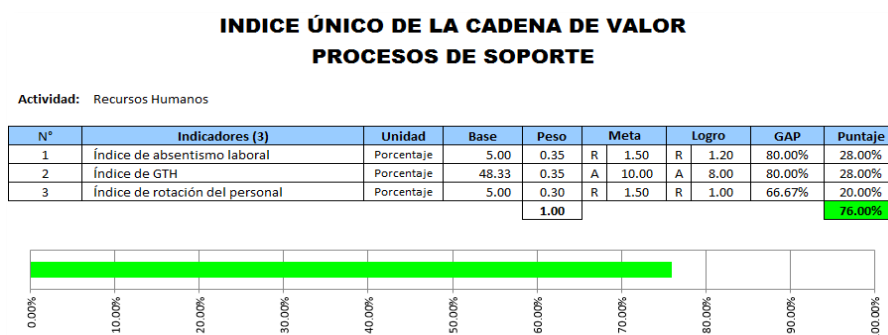 INDICE ÚNICO DE LA CADENA DE VALOR
PROCESOS DE SOPORTE
Actividad: Recursos Humanos
N° Indicadores (3) Unidad Base Peso Meta Logro GAP Puntaje
1 Índice de absentismo laboral Porcentaje 5.00 0.35 R 1.50 R 1.20 80.00% 28.00%
2 Índice de GTH Porcentaje 48.33 0.35 A 10.00 A 8.00 80.00% 28.00%
3 Índice de rotación del personal Porcentaje 5.00 0.30 R 1.50 R 1.00 66.67% 20.00%
1.00 76.00%
0.00% 10.00% 20.00% 30.00% 40.00% 50.00% 60.00% 70.00% 80.00% 90.00% 00.00%